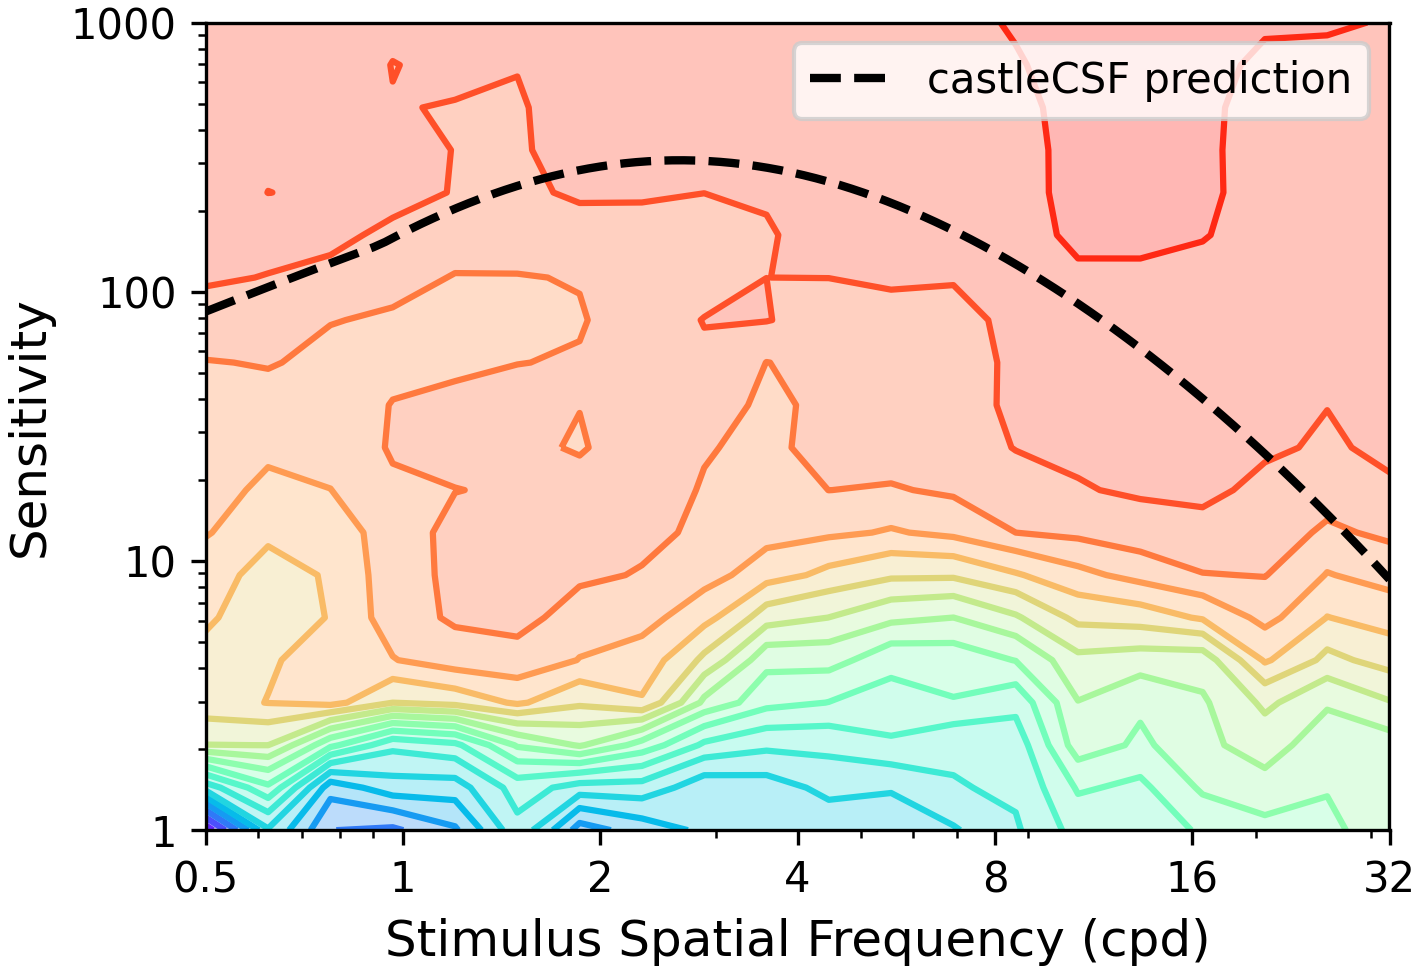 1000
100
10
1
Sensitivity
castleCSF prediction
0.5 1 2 4 8 16 32
Stimulus Spatial Frequency (cpd)